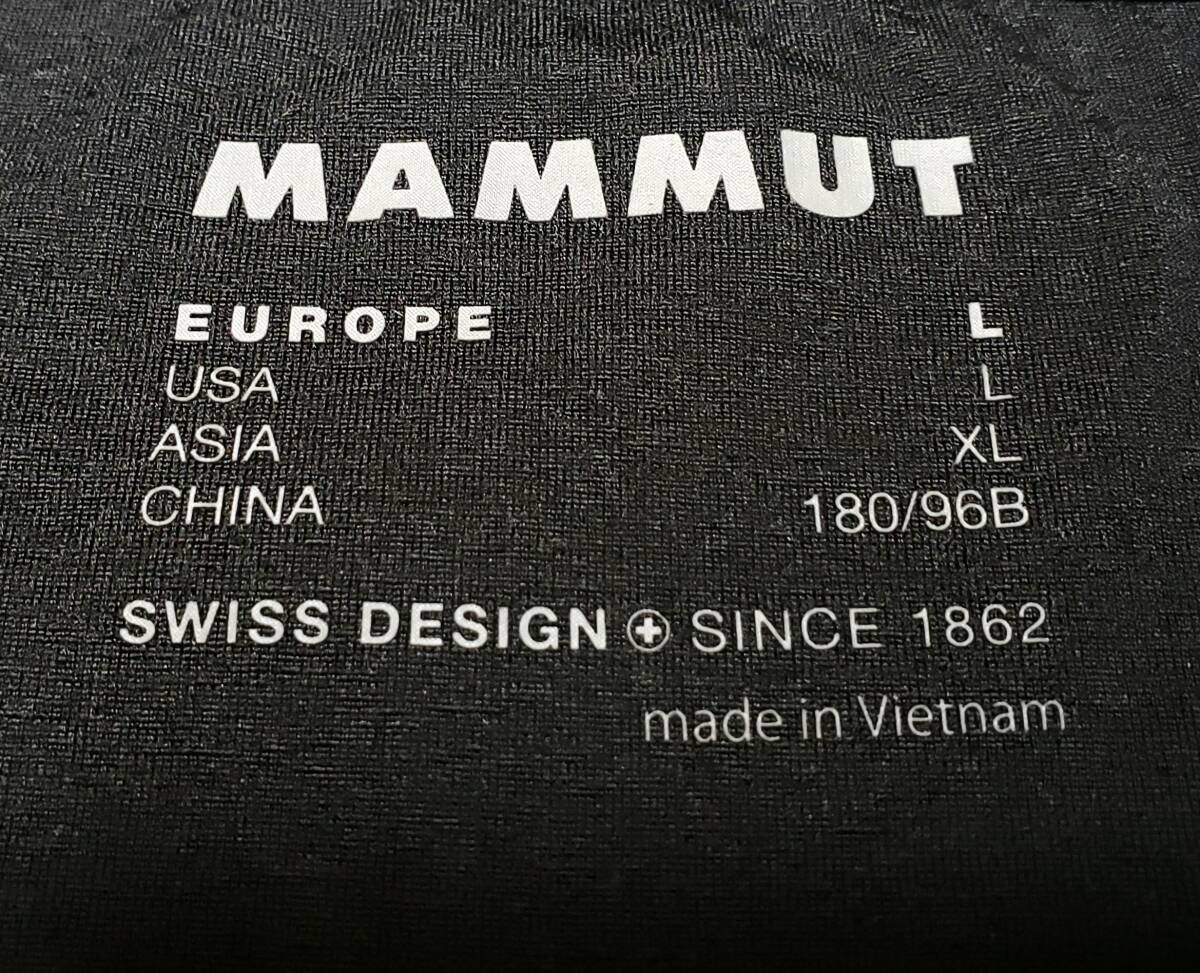 MAMMUT
EUROPE L
USA L
ASIA XL
CHINA 180/96B
SWISS DESIGN SINCE 1862
made in Vietnam